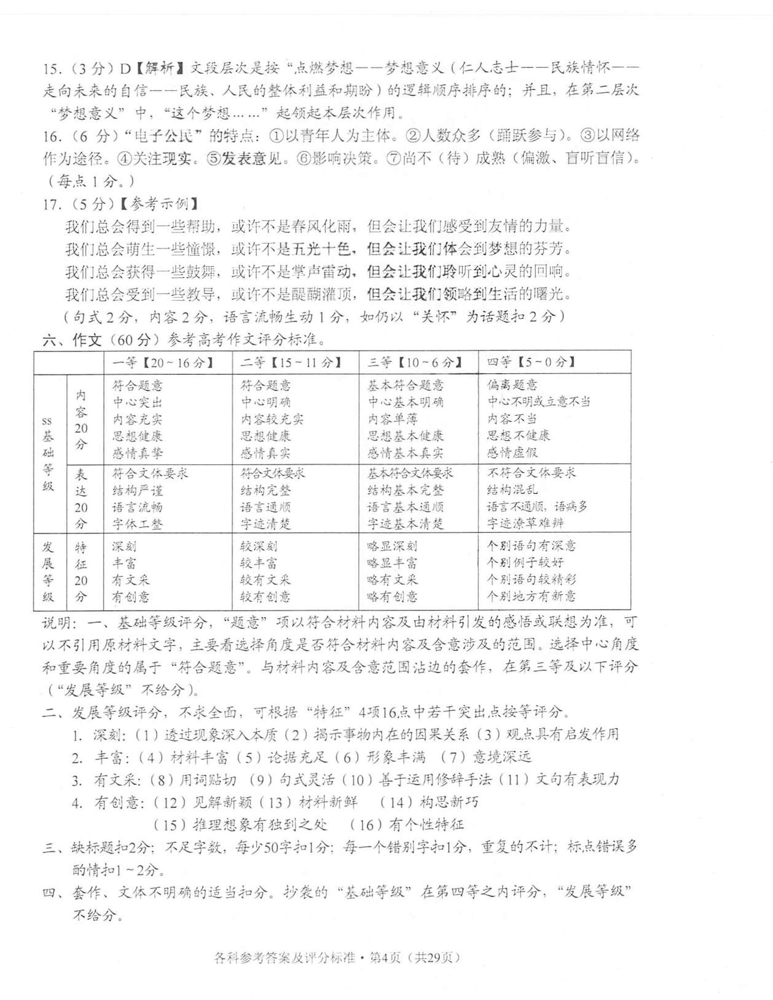 15.（3 分）D【解析】文段层次是按“点燃梦想——梦想意义（仁人志士——民族情怀——
走向未来的自信——民族、人民的整体利益和期盼）的逻辑顺序排序的；并且，在第二层次
“梦想意义”中，“这个梦想……”起领起本层次作用。
16.（6 分）“电子公民”的特点：①以青年人为主体。②人数众多（踊跃参与）。③以网络
作为途径。④关注现实。⑤发表意见。⑥影响决策。⑦尚不（待）成熟（偏激、盲听盲信）。
（每点 1 分。）
17.（5 分）【参考示例】
我们总会得到一些帮助，或许不是春风化雨，但会让我们感受到友情的力量。
我们总会萌生一些憧憬，或许不是五光十色，但会让我们体会到梦想的芬芳。
我们总会获得一些鼓舞，或许不是掌声雷动，但会让我们聆听到心灵的回响。
我们总会受到一些教导，或许不是醍醐灌顶，但会让我们领略到生活的曙光。
（句式 2 分，内容 2 分，语言流畅生动 1 分，如仍以“关怀”为话题扣 2 分）
六、作文（60 分）参考高考作文评分标准。
一等【20~16 分】 二等【15~11 分】 三等【10~6 分】 四等【5~0 分】
ss基础等级
内容20分
符合题意 符合题意 基本符合题意 偏离题意
中心突出 中心明确 中心基本明确 中心不明或立意不当
内容充实 内容较充实 内容单薄 内容不当
思想健康 思想健康 思想基本健康 思想不健康
感情真挚 感情真实 感情基本真实 感情虚假
表达20分
符合文体要求 符合文体要求 基本符合文体要求 不符合文体要求
结构严谨 结构完整 结构基本完整 结构混乱
语言流畅 语言通顺 语言基本通顺 语言不通顺，语病多
字体工整 字迹清楚 字迹基本清楚 字迹潦草难辨
发展等级
特征20分
深刻 较深刻 略显深刻 个别语句有深意
丰富 较丰富 略显丰富 个别例子较好
有文采 较有文采 略有文采 个别语句较精彩
有创意 较有创意 略有创意 个别地方有新意
说明：一、基础等级评分，“题意”项以符合材料内容及由材料引发的感悟或联想为准，可
以不引用原材料文字，主要看选择角度是否符合材料内容及含意涉及的范围。选择中心角度
和重要角度的属于“符合题意”。与材料内容及含意范围沾边的套作，在第三等及以下评分
（“发展等级”不给分）。
二、发展等级评分，不求全面，可根据“特征”4项16点中若干突出点按等评分。
1. 深刻:（1）透过现象深入本质（2）揭示事物内在的因果关系（3）观点具有启发作用
2. 丰富:（4）材料丰富（5）论据充足（6）形象丰满 （7）意境深远
3. 有文采:（8）用词贴切 （9）句式灵活（10）善于运用修辞手法（11）文句有表现力
4. 有创意:（12）见解新颖（13）材料新鲜 （14）构思新巧
（15）推理想象有独到之处 （16）有个性特征
三、缺标题扣2分；不足字数，每少50字扣1分；每一个错别字扣1分，重复的不计；标点错误多
酌情扣1~2分。
四、套作、文体不明确的适当扣分。抄袭的“基础等级”在第四等之内评分，“发展等级”
不给分。
各科参考答案及评分标准·第4页（共29页）